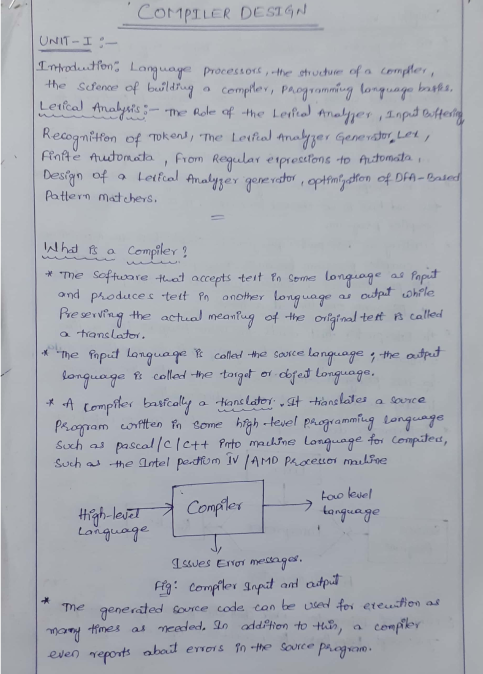 COMPILER DESIGN
UNIT-I :-
Introduction: Language processors, the structure of a compiler,
the science of building a compiler, programming language basics.
Lexical Analysis:- The Role of the Lexical Analyzer, Input Buffering
Recognition of Tokens, The Lexical Analyzer Generator Lex,
Finite Automata, From Regular expressions to Automata,
Design of a Lexical Analyzer generator, optimization of DFA-Based
Pattern Matchers.
What is a Compiler?
* The Software that accepts text in some language as input
and produces text in another language as output while
Preserving the actual meaning of the original text is called
a translator.
* The input language is called the source language; the output
language is called the target or object language.
* A compiler basically a translator. It translates a source
Program written in some high-level programming language
Such as pascal/C/C++ into machine language for computers,
Such as the Intel pentium IV/AMD Processor machine
High-level
Language
Compiler
Low level
language
Issues Error messages.
Fig: compiler Input and output
* The generated source code can be used for execution as
many times as needed. In addition to this, a compiler
even reports about errors in the source program.